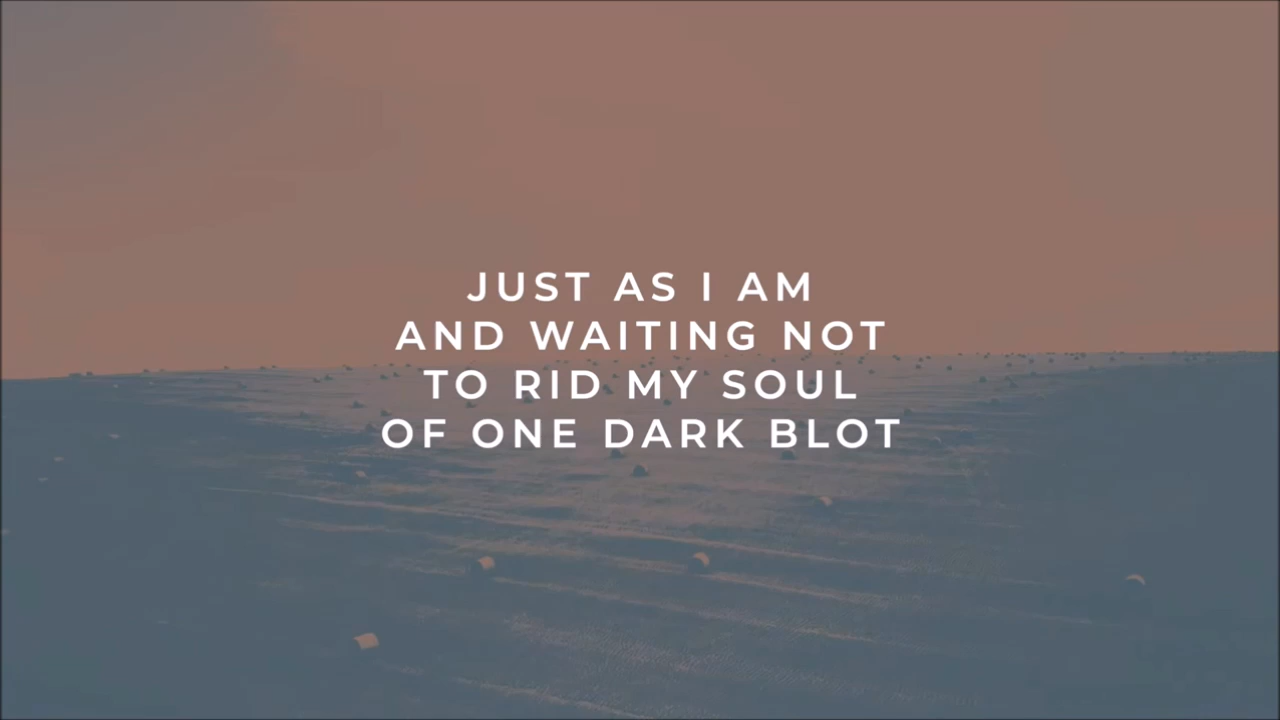 JUST AS I AM
AND WAITING NOT
TO RID MY SOUL
OF ONE DARK BLOT